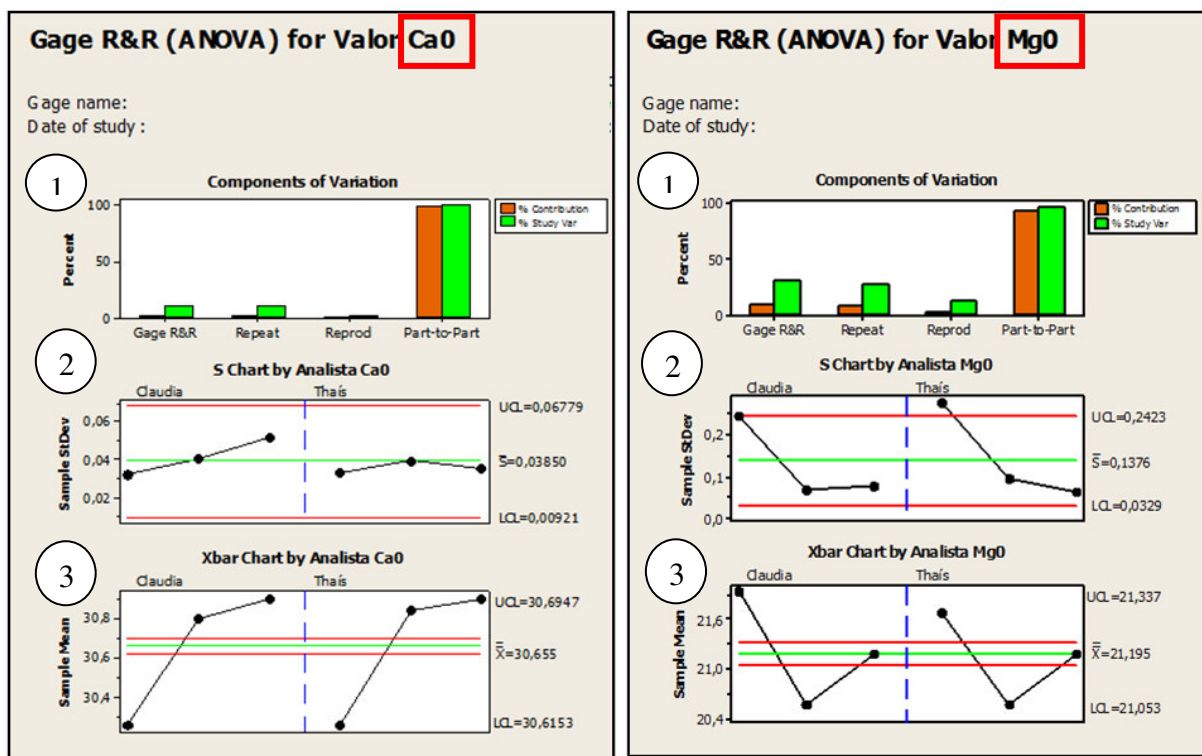 Gage R&R (ANOVA) for Valor Ca0
Gage name:
Date of study :
1
Components of Variation
100
50
0
Percent
% Contribution
% Study Var
Gage R&R
Repeat
Reprod
Part-to-Part
2
S Chart by Analista Ca0
Claudia
Thaís
0,06
0,04
0,02
Sample StDev
UCL=0,06779
S=0,03850
LCL=0,00921
3
Xbar Chart by Analista Ca0
Claudia
Thaís
30,8
30,6
30,4
Sample Mean
UCL=30,6947
X=30,655
LCL=30,6153
Gage R&R (ANOVA) for Valor Mg0
Gage name:
Date of study:
1
Components of Variation
100
50
0
Percent
% Contribution
% Study Var
Gage R&R
Repeat
Reprod
Part-to-Part
2
S Chart by Analista Mg0
Claudia
Thaís
0,2
0,1
0,0
Sample StDev
UCL=0,2423
S=0,1376
LCL=0,0329
3
Xbar Chart by Analista Mg0
Claudia
Thaís
21,6
21,0
20,4
Sample Mean
UCL=21,337
X=21,195
LCL=21,053